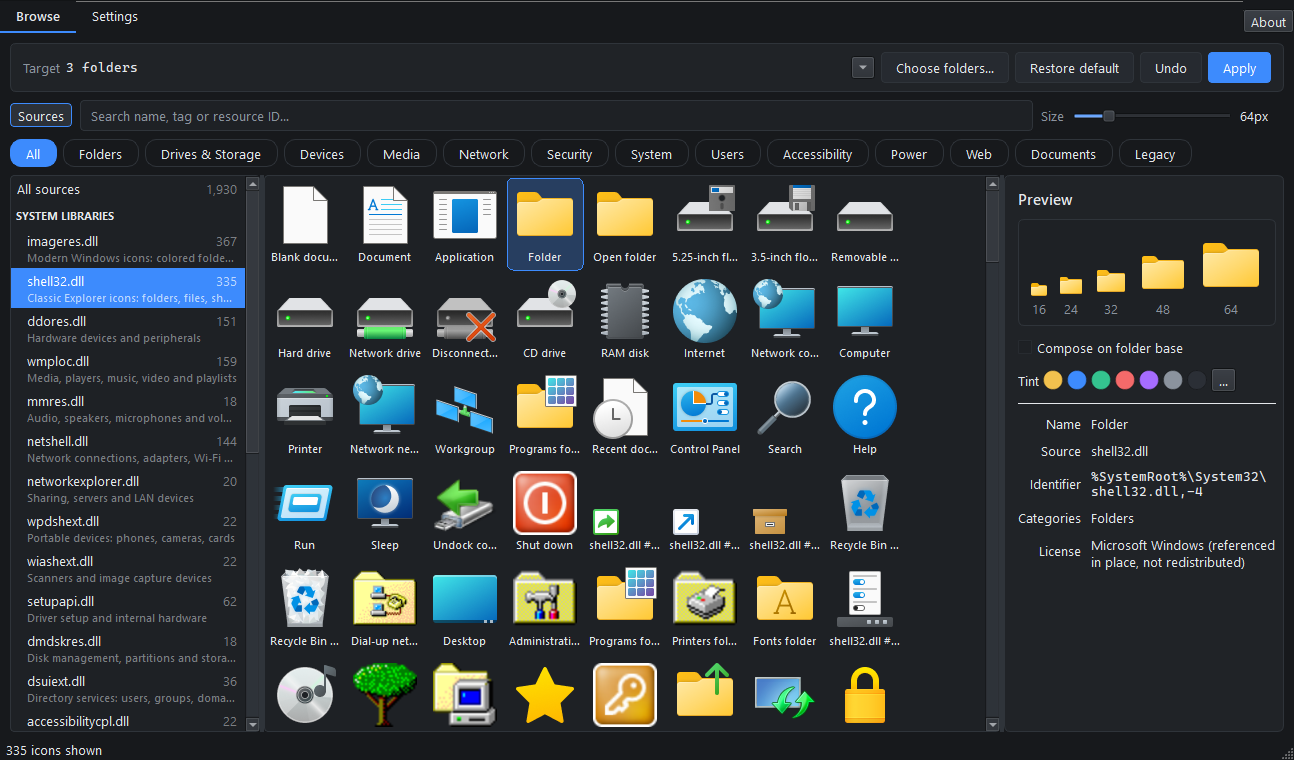 Browse Settings
About
Target 3 folders Choose folders... Restore default Undo Apply
Sources Search name, tag or resource ID... Size 64px
All Folders Drives & Storage Devices Media Network Security System Users Accessibility Power Web Documents Legacy
All sources 1,930
SYSTEM LIBRARIES
imageres.dll 367
Modern Windows icons: colored folde...
shell32.dll 335
Classic Explorer icons: folders, files, sh...
ddores.dll 151
Hardware devices and peripherals
wmploc.dll 159
Media, players, music, video and playlists
mmres.dll 18
Audio, speakers, microphones and vol...
netshell.dll 144
Network connections, adapters, Wi-Fi ...
networkexplorer.dll 20
Sharing, servers and LAN devices
wpdshext.dll 22
Portable devices: phones, cameras, cards
wiashext.dll 22
Scanners and image capture devices
setupapi.dll 62
Driver setup and internal hardware
dmdskres.dll 18
Disk management, partitions and stora...
dsuiext.dll 36
Directory services: users, groups, doma...
accessibilitycpl.dll 22
Blank docu... Document Application Folder Open folder 5.25-inch fl... 3.5-inch flo... Removable ...
Hard drive Network drive Disconnect... CD drive RAM disk Internet Network co... Computer
Printer Network ne... Workgroup Programs fo... Recent doc... Control Panel Search Help
Run Sleep Undock co... Shut down shell32.dll #... shell32.dll #... shell32.dll #... Recycle Bin ...
Recycle Bin ... Dial-up net... Desktop Administrati... Programs fo... Printers fol... Fonts folder shell32.dll #...
Preview
16 24 32 48 64
Compose on folder base
Tint ...
Name Folder
Source shell32.dll
Identifier %SystemRoot%\System32\
shell32.dll,-4
Categories Folders
License Microsoft Windows (referenced
in place, not redistributed)
335 icons shown